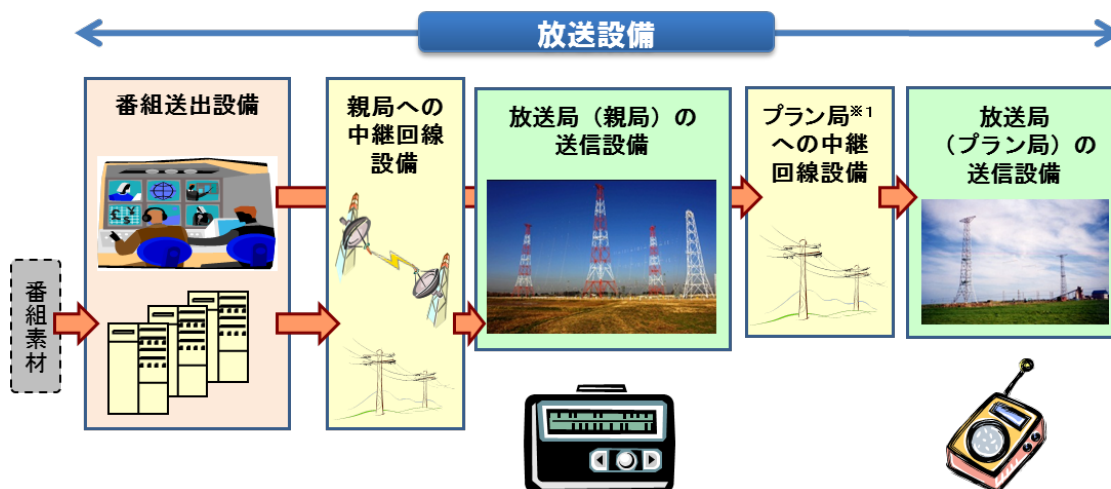 放送設備
番組送出設備
親局への
中継回線
設備
放送局（親局）の
送信設備
プラン局※1
への中継
回線設備
放送局
（プラン局）の
送信設備
番組素材